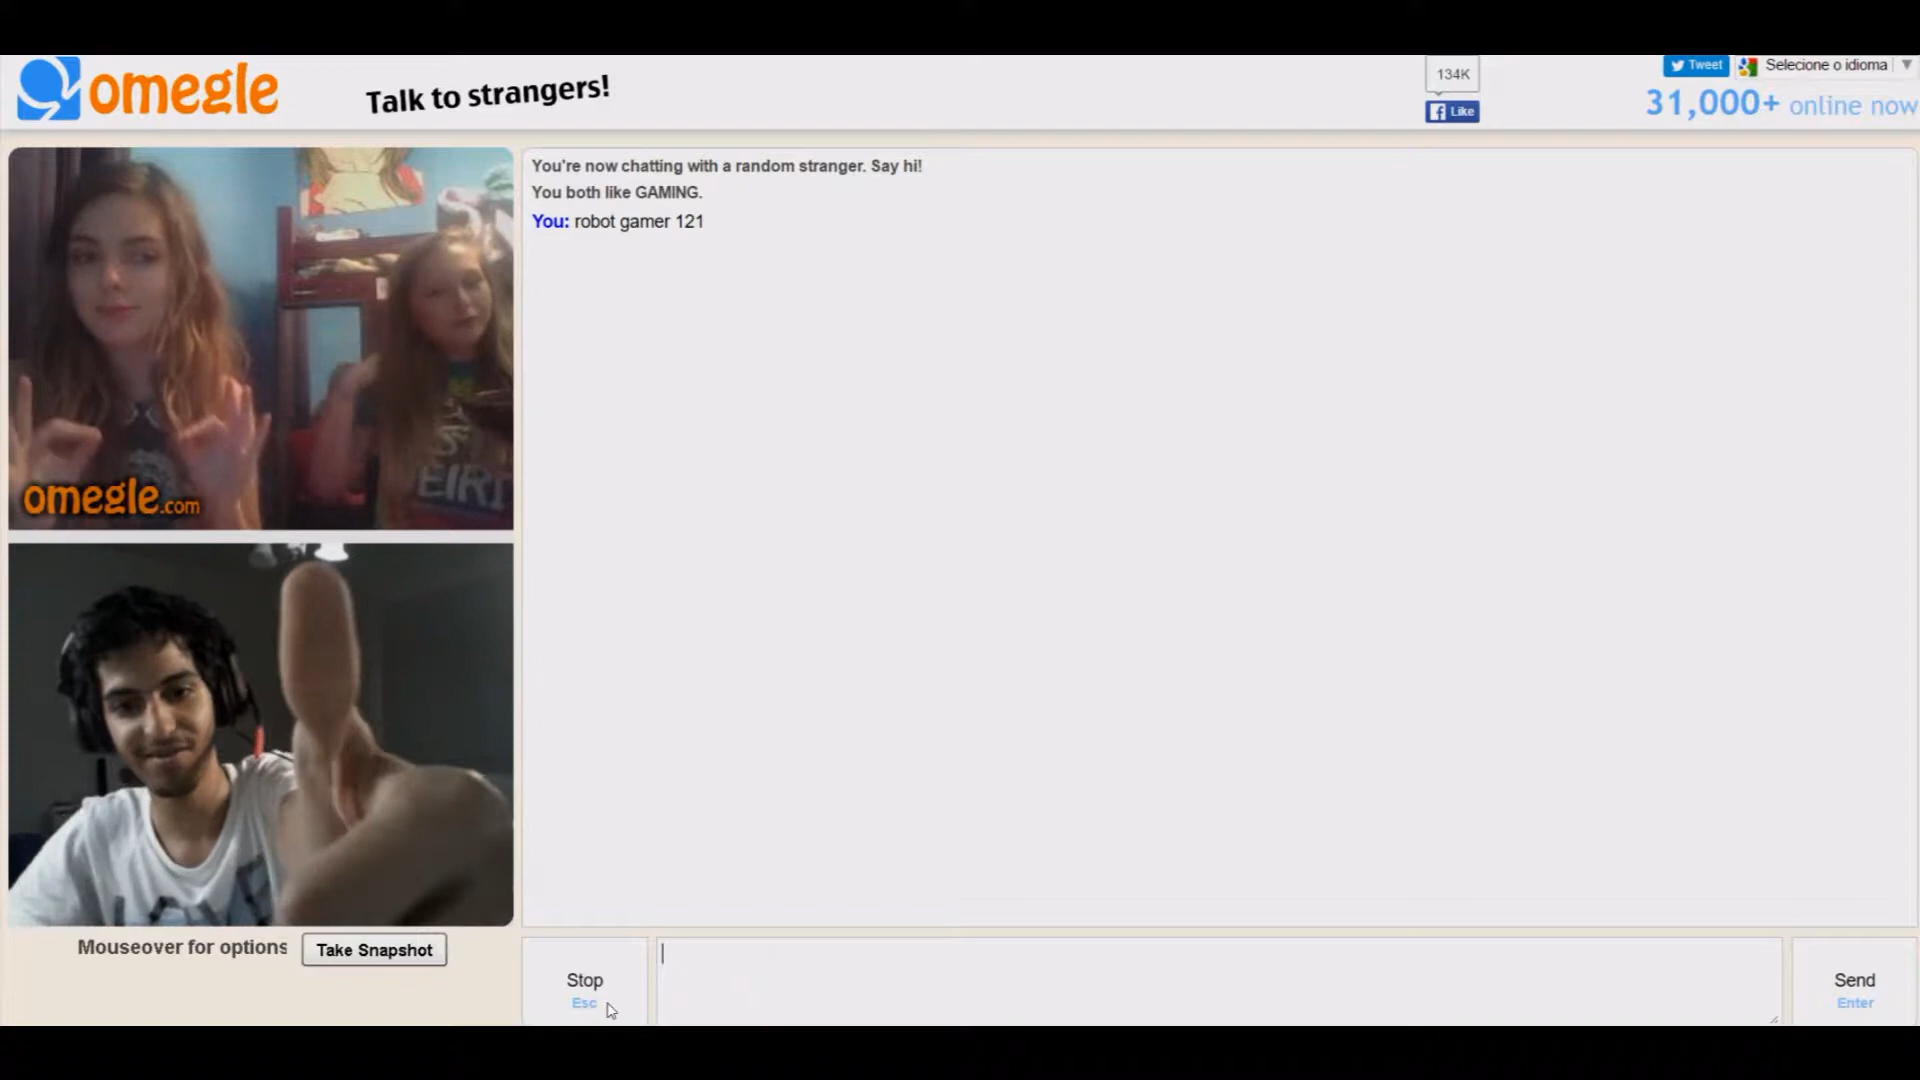 omegle
Talk to strangers!
134K
Like
Tweet
Selecione o idioma
31,000+ online now
omegle.com
You're now chatting with a random stranger. Say hi!
You both like GAMING.
You: robot gamer 121
Mouseover for options
Take Snapshot
Stop
Esc
Send
Enter